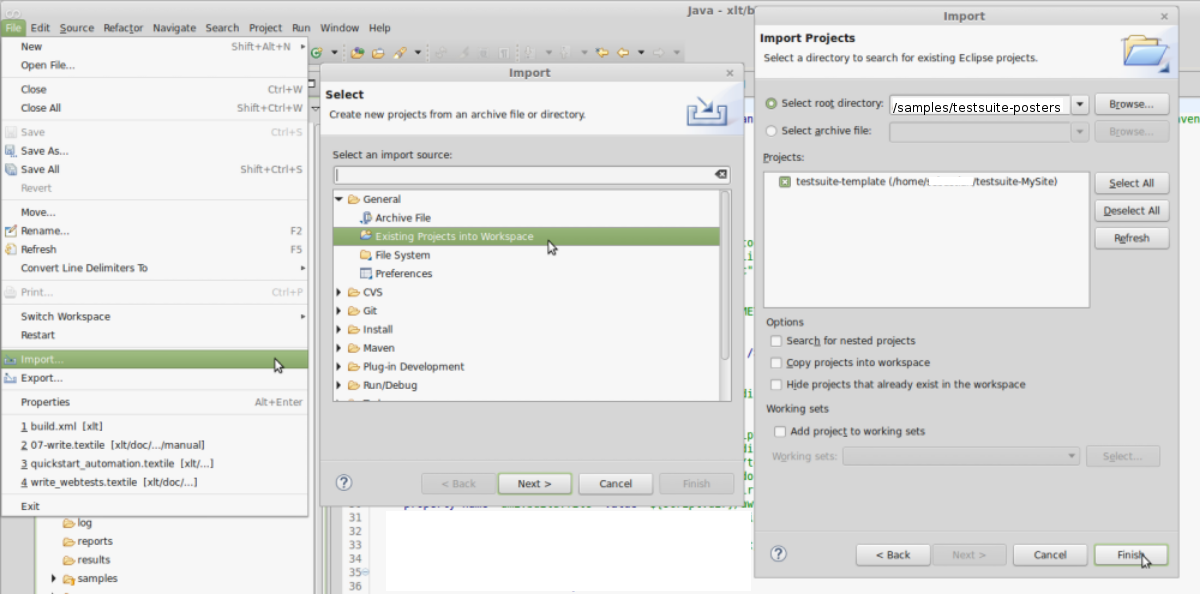 Java - xlt/b
File Edit Source Refactor Navigate Search Project Run Window Help
New Shift+Alt+N
Open File...
Close Ctrl+W
Close All Shift+Ctrl+W
Save Ctrl+S
Save As...
Save All Shift+Ctrl+S
Revert
Move...
Rename... F2
Refresh F5
Convert Line Delimiters To
Print... Ctrl+P
Switch Workspace
Restart
Import...
Export...
Properties Alt+Enter
1 build.xml [xlt]
2 07-write.textile [xlt/doc/.../manual]
3 quickstart_automation.textile [xlt/...]
4 write_webtests.textile [xlt/doc/...]
Exit
log
reports
results
samples
31
32
33
34
35
36
Import
Select
Create new projects from an archive file or directory.
Select an import source:
General
Archive File
Existing Projects into Workspace
File System
Preferences
CVS
Git
Install
Maven
Plug-in Development
Run/Debug
< Back Next > Cancel Finish
Import
Import Projects
Select a directory to search for existing Eclipse projects.
Select root directory: /samples/testsuite-posters Browse...
Select archive file: Browse...
Projects:
testsuite-template (/home/ /testsuite-MySite)
Select All
Deselect All
Refresh
Options
Search for nested projects
Copy projects into workspace
Hide projects that already exist in the workspace
Working sets
Add project to working sets
Working sets: Select...
< Back Next > Cancel Finish
aven